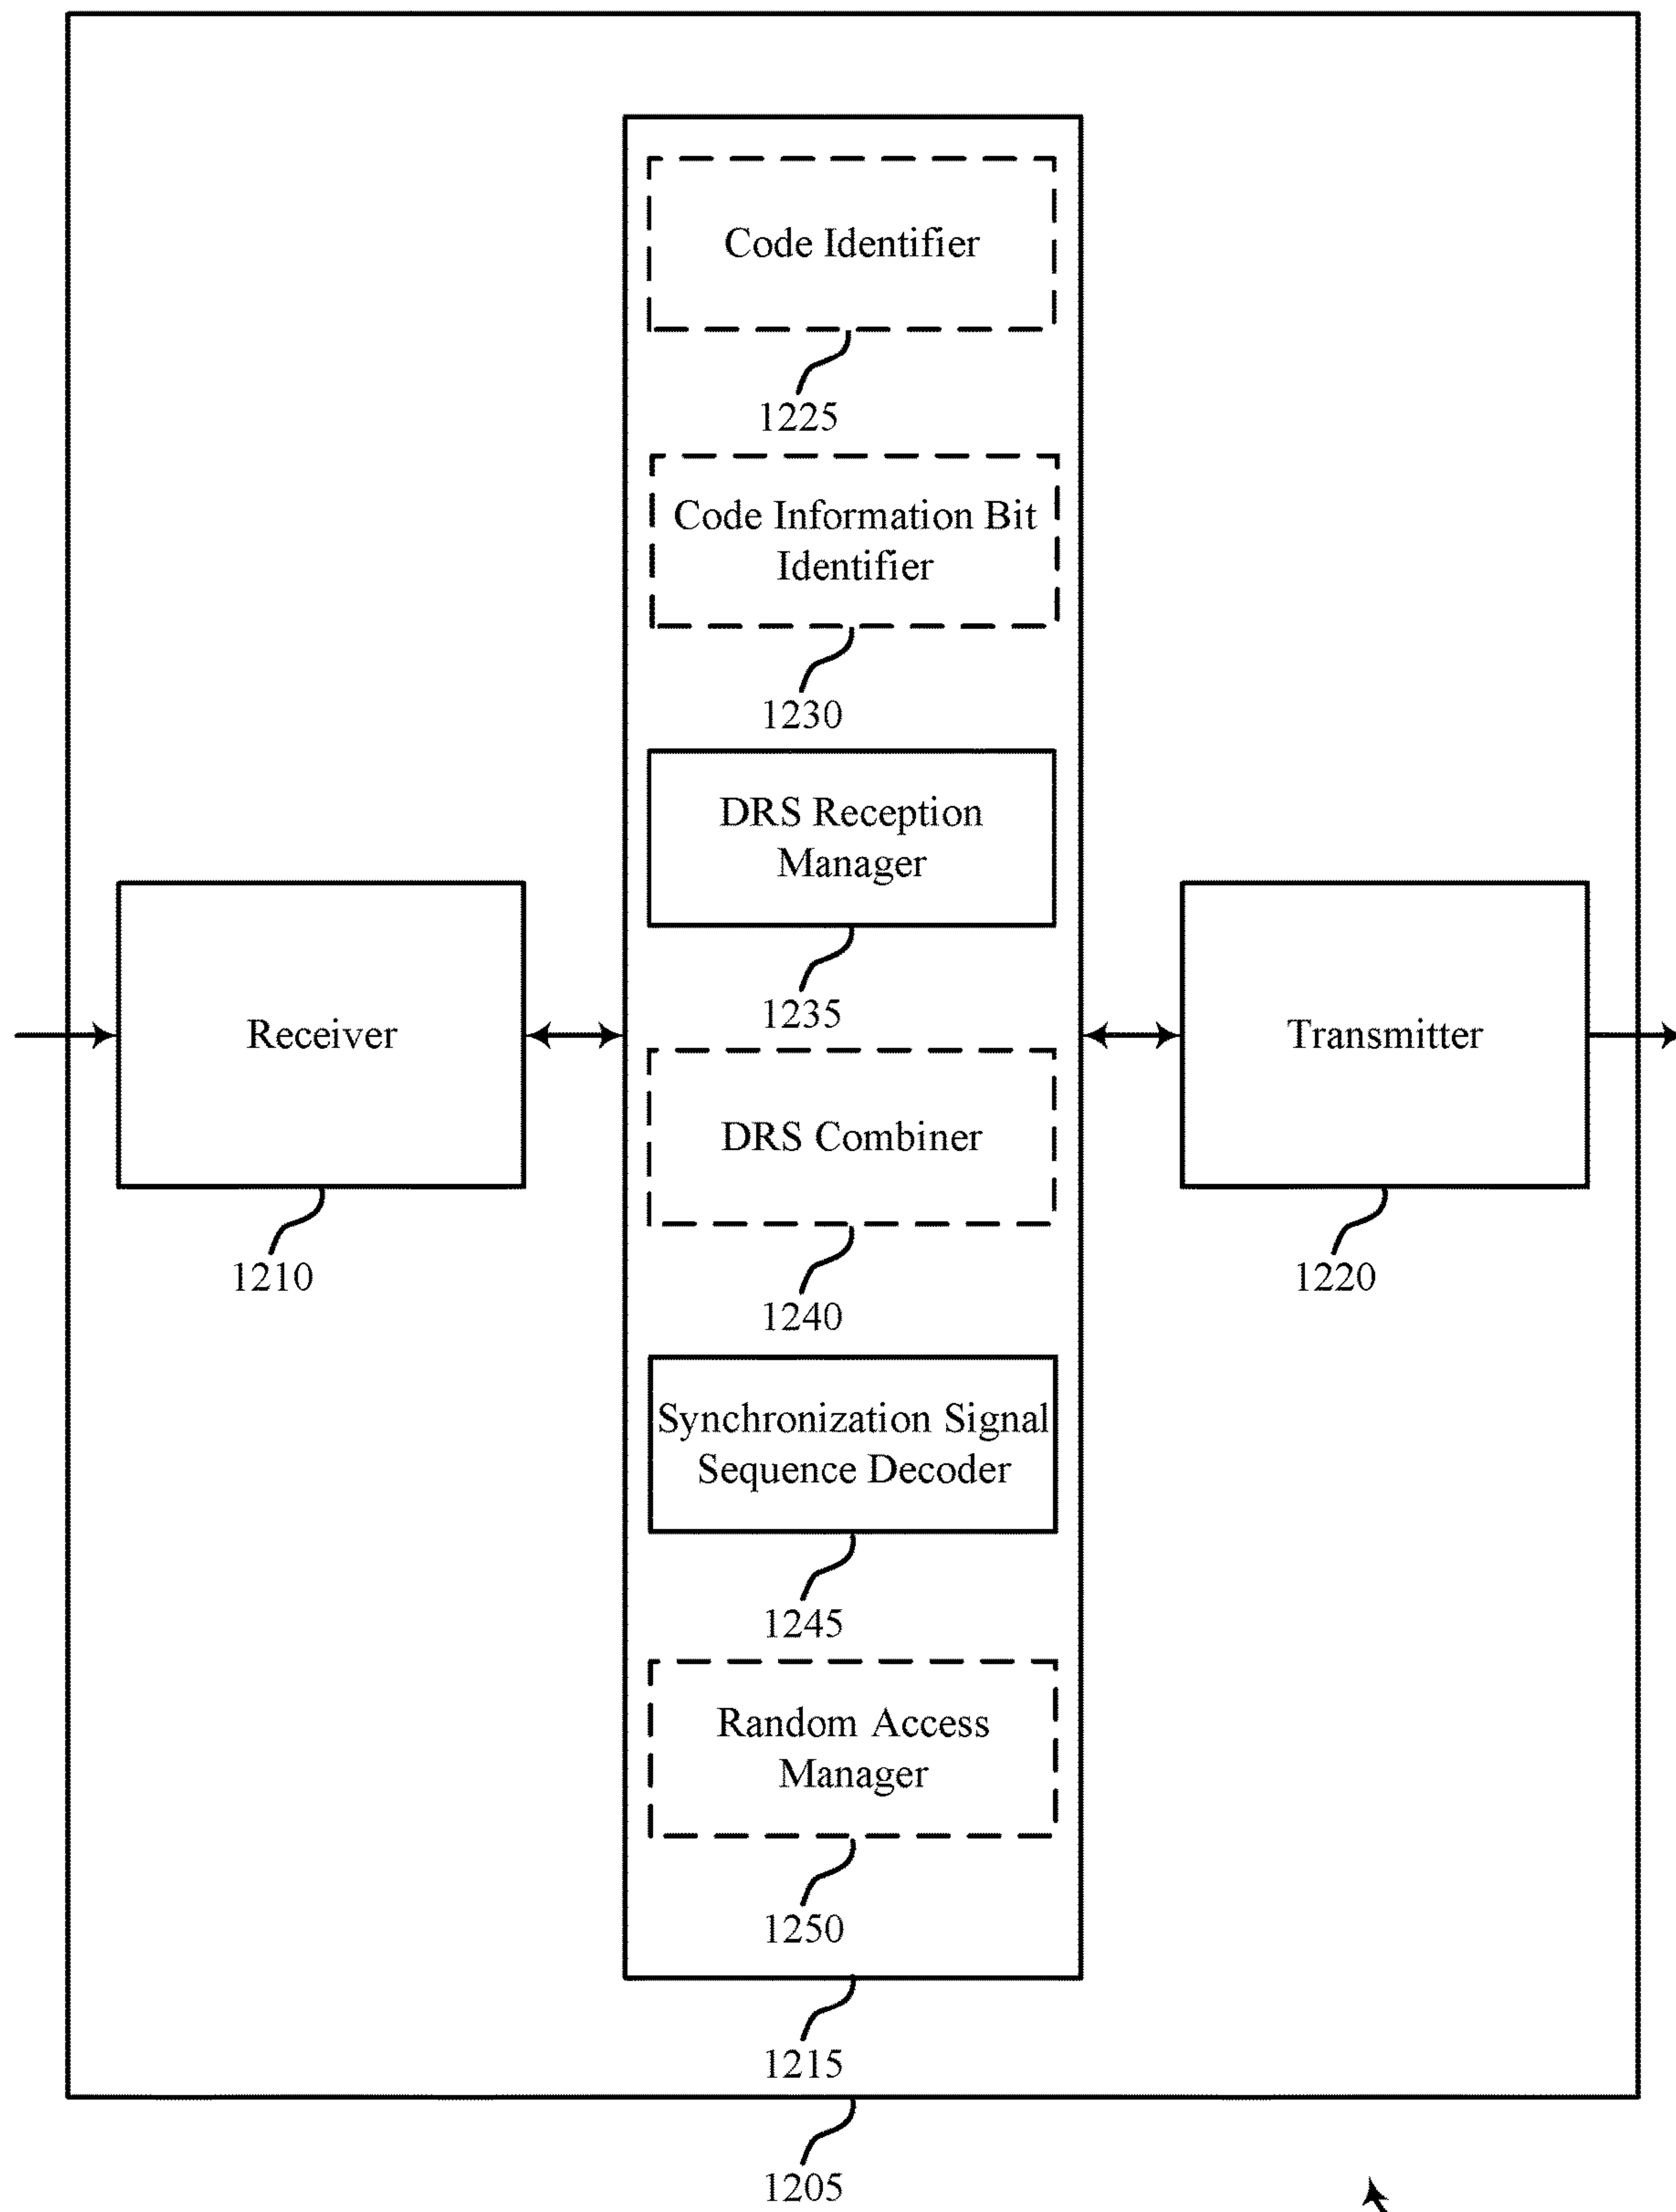 Code Identifier
1225
Code Information Bit
Identifier
1230
DRS Reception
Manager
1235
Receiver
1210
Transmitter
1220
DRS Combiner
1240
Synchronization Signal
Sequence Decoder
1245
Random Access
Manager
1250
1215
1205